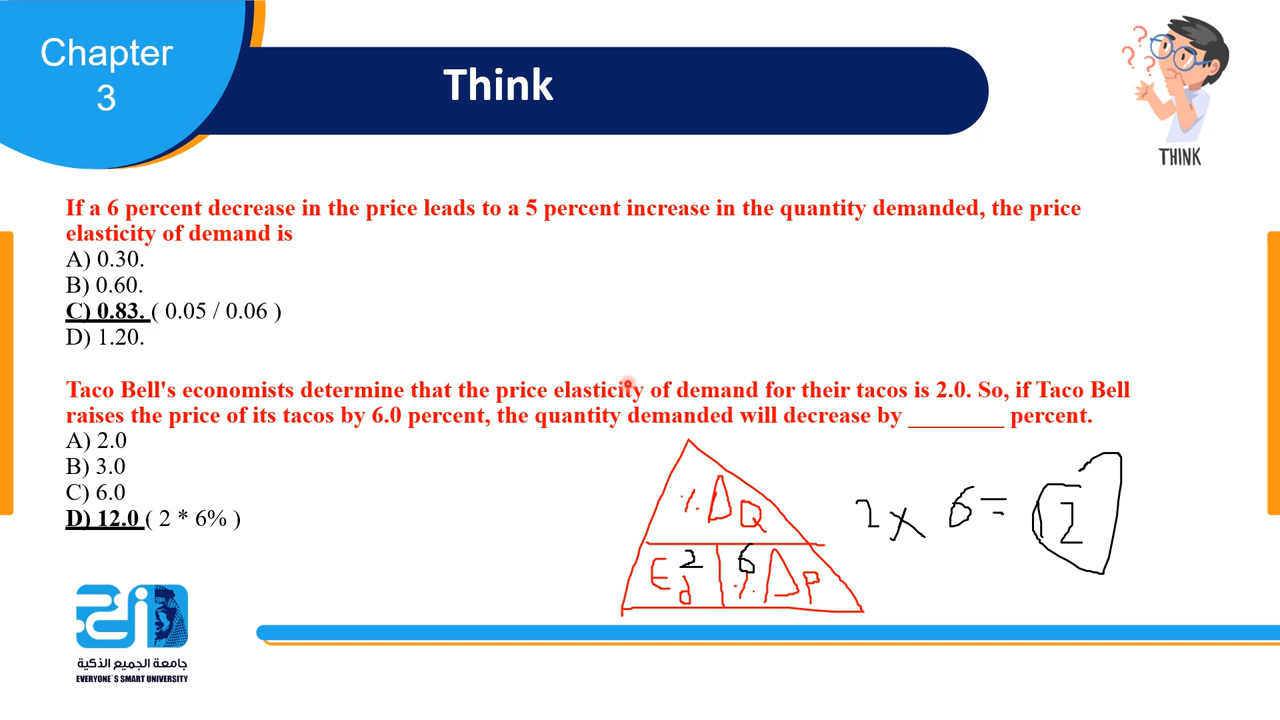 Chapter
3
Think
THINK
If a 6 percent decrease in the price leads to a 5 percent increase in the quantity demanded, the price
elasticity of demand is
A) 0.30.
B) 0.60.
C) 0.83. ( 0.05 / 0.06 )
D) 1.20.
Taco Bell's economists determine that the price elasticity of demand for their tacos is 2.0. So, if Taco Bell
raises the price of its tacos by 6.0 percent, the quantity demanded will decrease by ________ percent.
A) 2.0
B) 3.0
C) 6.0
D) 12.0 ( 2 * 6% )
% Δ Q
Ed 2 6 % Δ P
2 x 6 = 12
جامعة الجميع الذكية
EVERYONE`S SMART UNIVERSITY